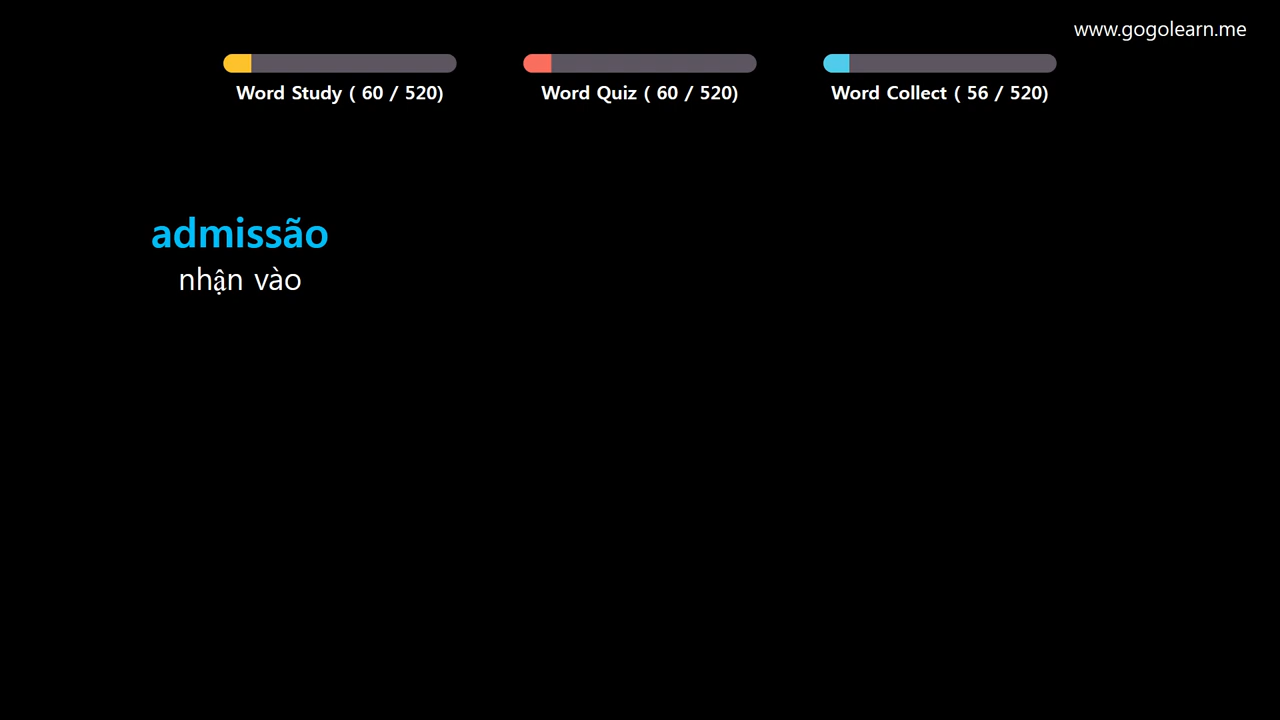 www.gogolearn.me
Word Study ( 60 / 520)
Word Quiz ( 60 / 520)
Word Collect ( 56 / 520)
admissão
nhận vào